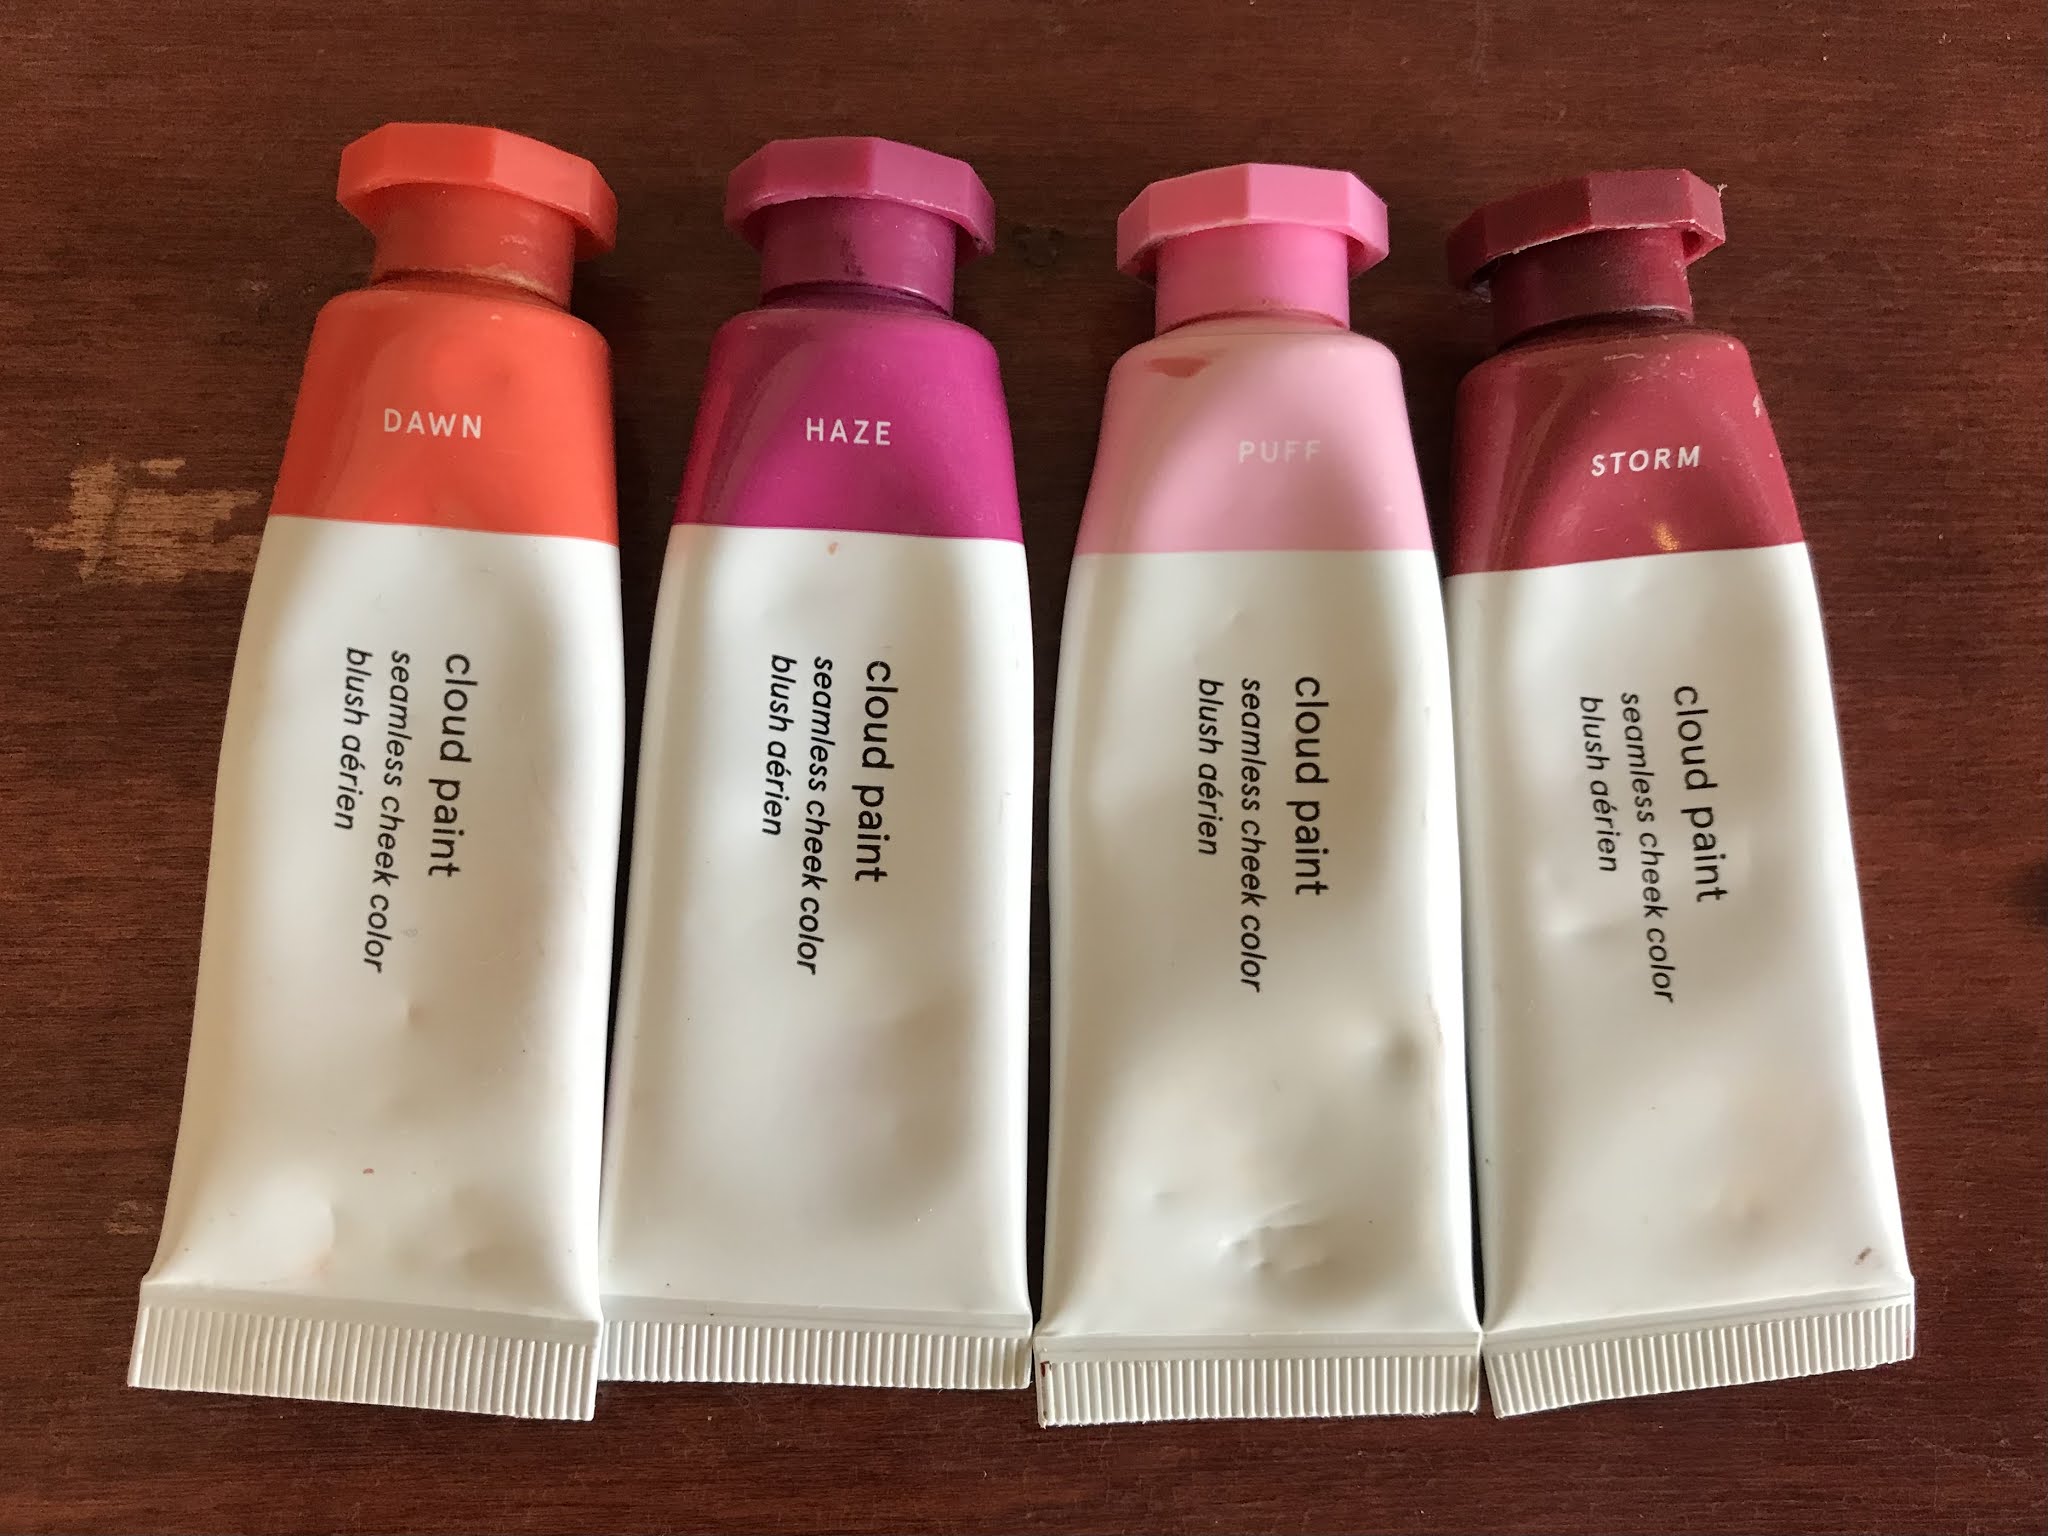 DAWN
cloud paint
seamless cheek color
blush aérien
HAZE
cloud paint
seamless cheek color
blush aérien
PUFF
cloud paint
seamless cheek color
blush aérien
STORM
cloud paint
seamless cheek color
blush aérien